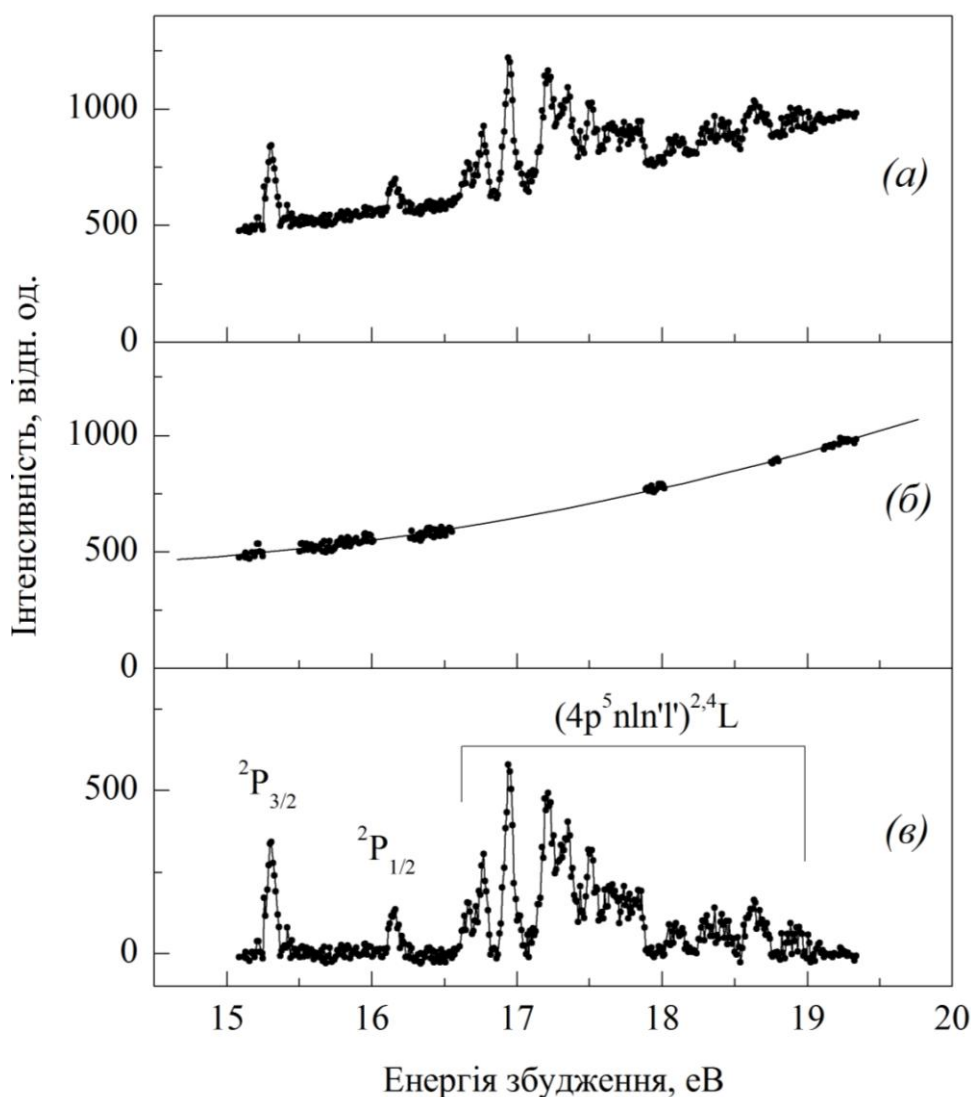 Інтенсивність, відн. од.
1000
500
0
(а)
1000
500
0
(б)
(4p⁵nln'l')²,⁴L
²P₃/₂
²P₁/₂
500
0
(в)
15 16 17 18 19 20
Енергія збудження, еВ